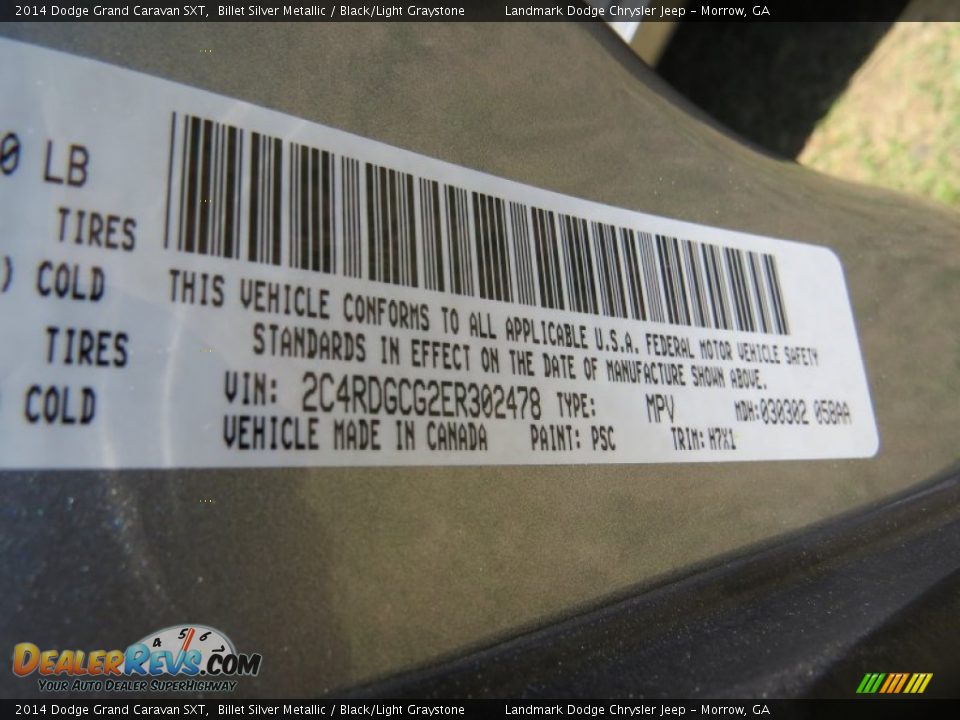 2014 Dodge Grand Caravan SXT,  Billet Silver Metallic / Black/Light Graystone          Landmark Dodge Chrysler Jeep - Morrow, GA
0 LB
TIRES
) COLD
TIRES
COLD
THIS VEHICLE CONFORMS TO ALL APPLICABLE U.S.A. FEDERAL MOTOR VEHICLE SAFETY
STANDARDS IN EFFECT ON THE DATE OF MANUFACTURE SHOWN ABOVE.
VIN: 2C4RDGCG2ER302478 TYPE: MPV MDH:030302 058AA
VEHICLE MADE IN CANADA PAINT: PSC TRIM: H7X1
4 5 6
DEALERREVS.COM
YOUR AUTO DEALER SUPERHIGHWAY
2014 Dodge Grand Caravan SXT,  Billet Silver Metallic / Black/Light Graystone          Landmark Dodge Chrysler Jeep - Morrow, GA